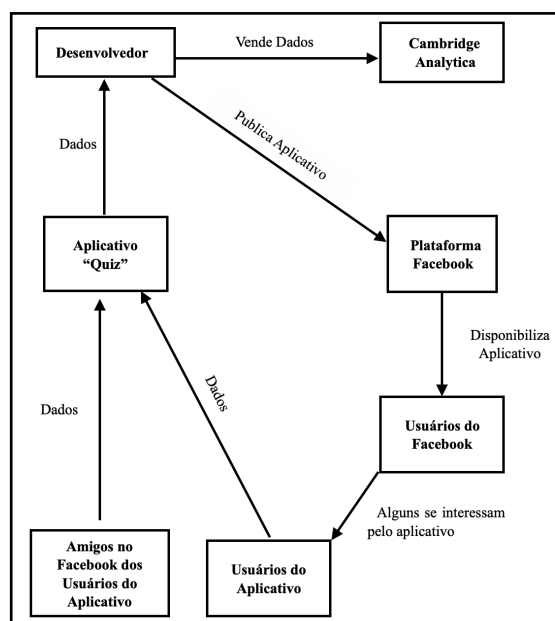 Desenvolvedor
Vende Dados
Cambridge
Analytica
Dados
Publica Aplicativo
Aplicativo
“Quiz”
Plataforma
Facebook
Disponibiliza
Aplicativo
Dados
Dados
Usuários do
Facebook
Alguns se interessam
pelo aplicativo
Amigos no
Facebook dos
Usuários do
Aplicativo
Usuários do
Aplicativo